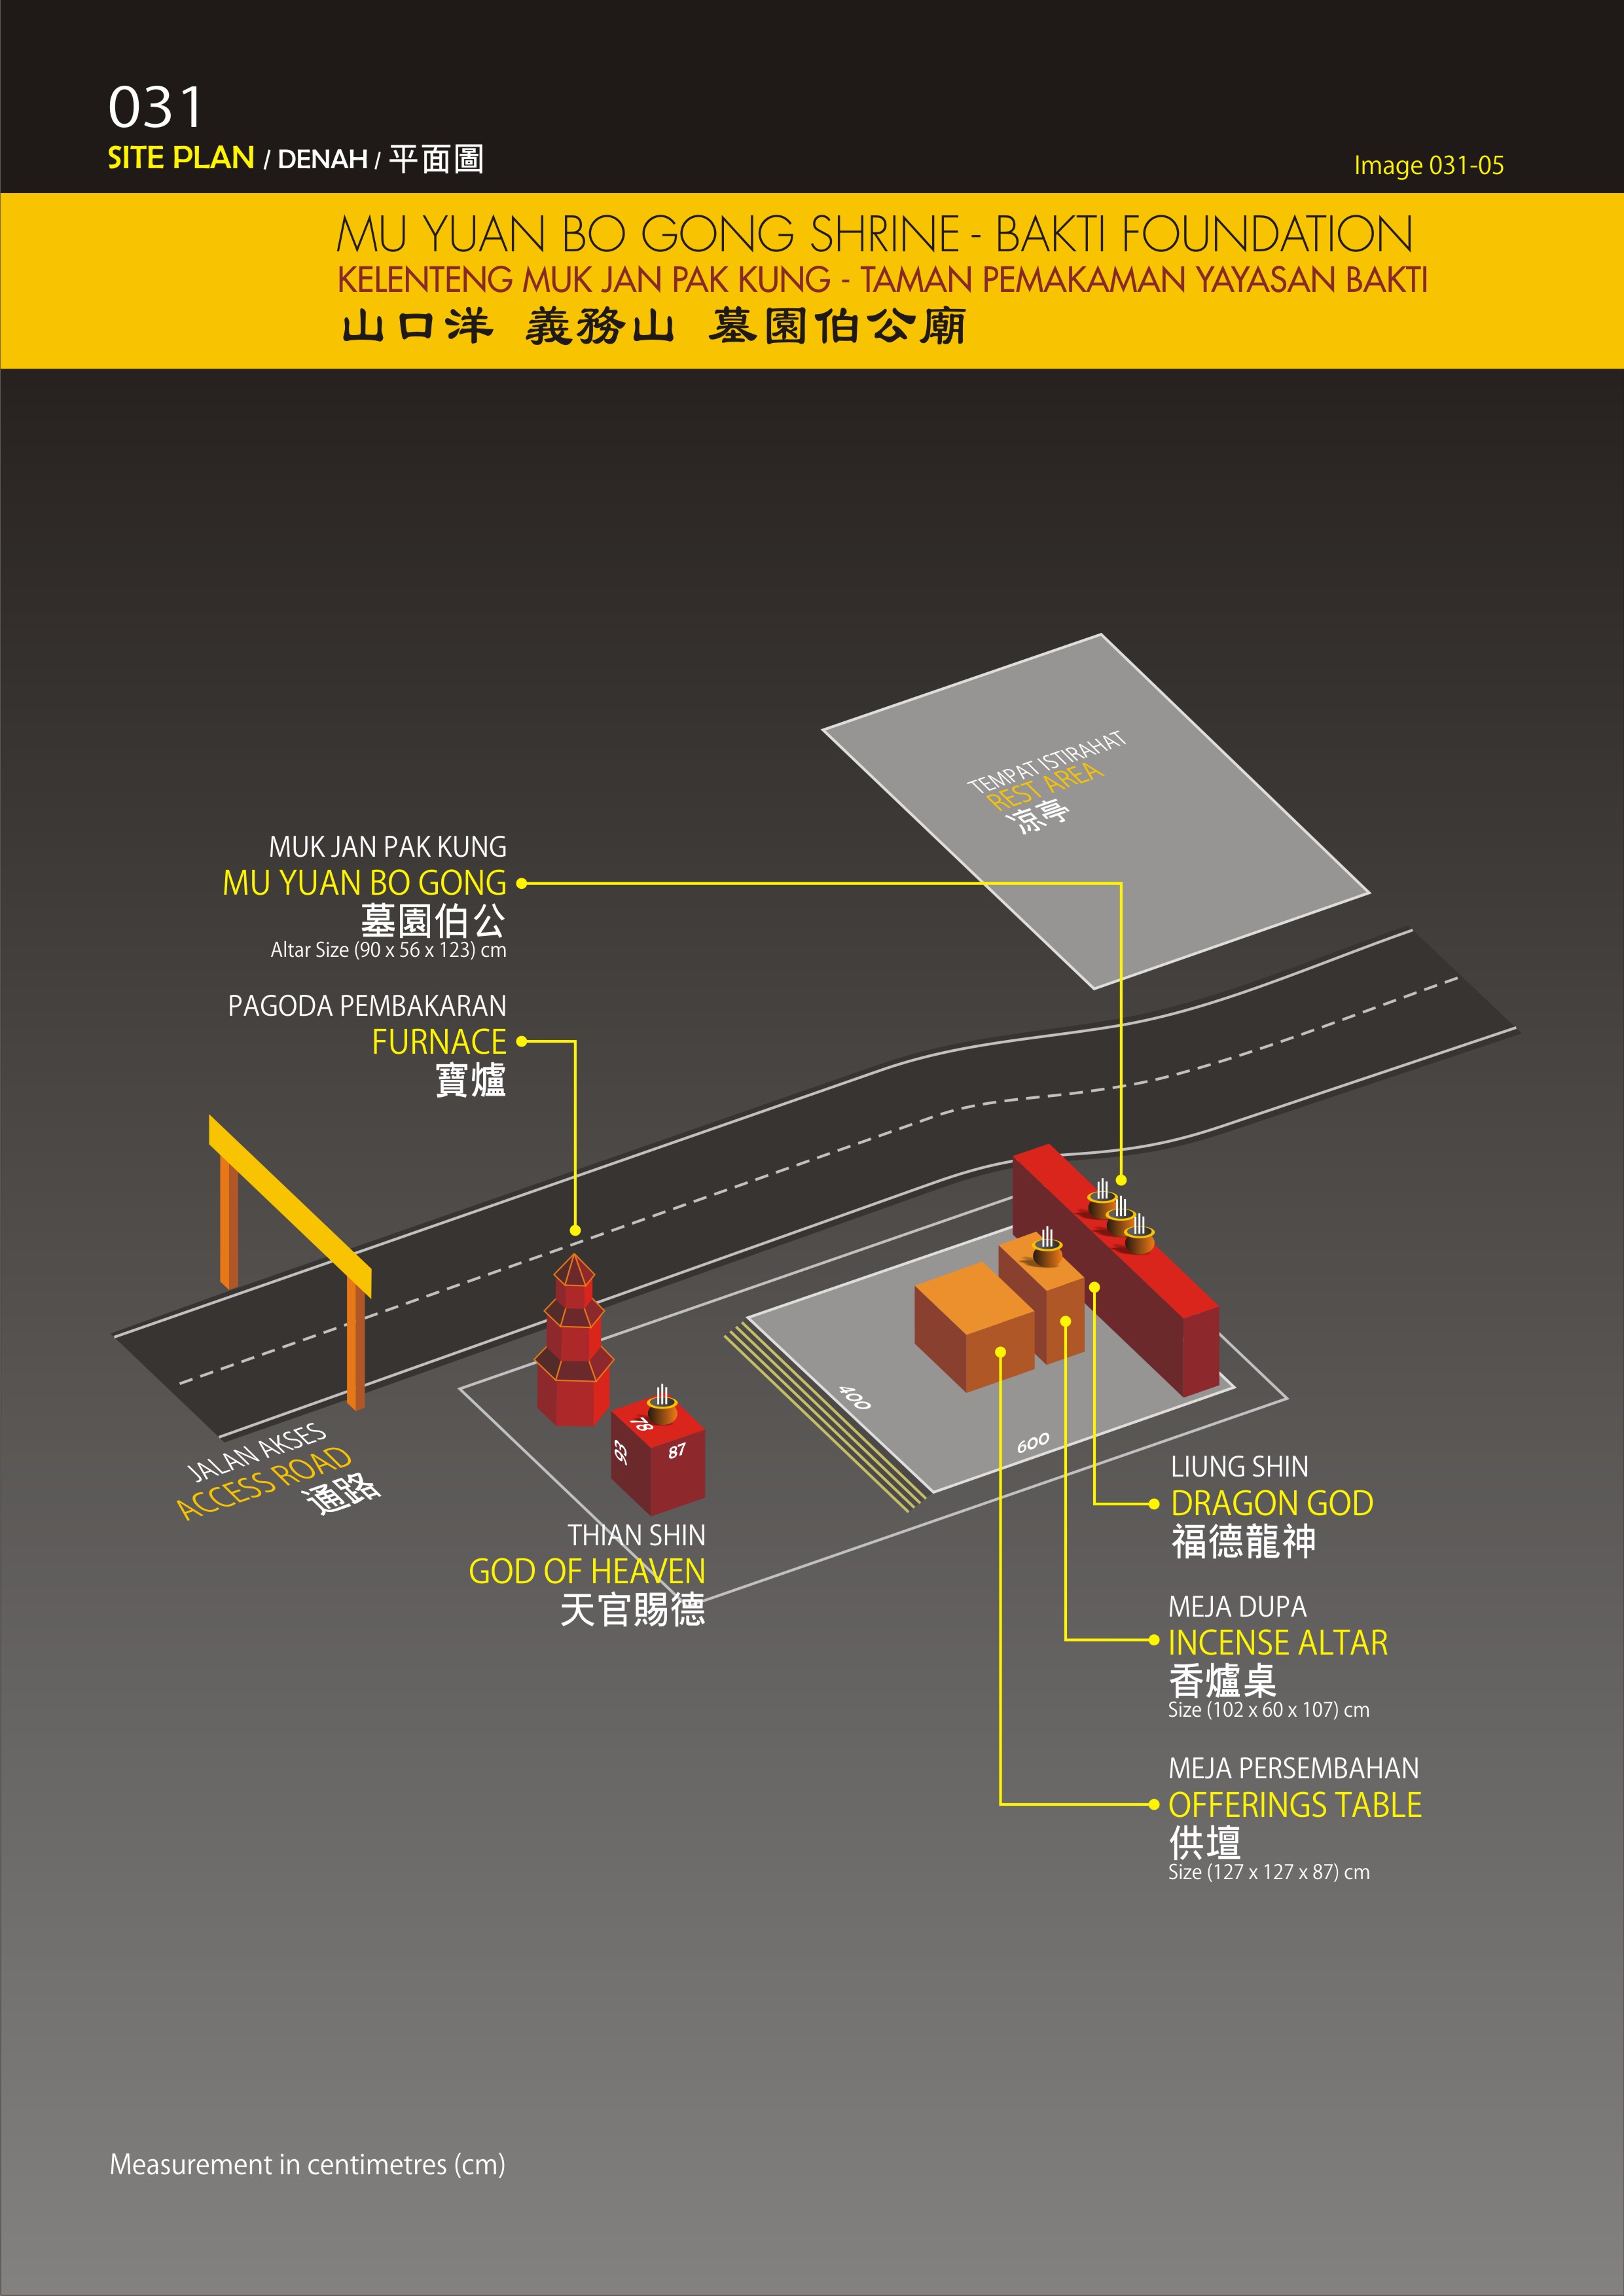 031
SITE PLAN / DENAH / 平面圖
Image 031-05
MU YUAN BO GONG SHRINE - BAKTI FOUNDATION
KELENTENG MUK JAN PAK KUNG - TAMAN PEMAKAMAN YAYASAN BAKTI
山口洋 義務山 墓園伯公廟
TEMPAT ISTIRAHAT
REST AREA
凉亭
MUK JAN PAK KUNG
MU YUAN BO GONG
墓園伯公
Altar Size (90 x 56 x 123) cm
PAGODA PEMBAKARAN
FURNACE
寶爐
JALAN AKSES
ACCESS ROAD
通路
78
93
87
400
600
THIAN SHIN
GOD OF HEAVEN
天官賜德
LIUNG SHIN
DRAGON GOD
福德龍神
MEJA DUPA
INCENSE ALTAR
香爐桌
Size (102 x 60 x 107) cm
MEJA PERSEMBAHAN
OFFERINGS TABLE
供壇
Size (127 x 127 x 87) cm
Measurement in centimetres (cm)